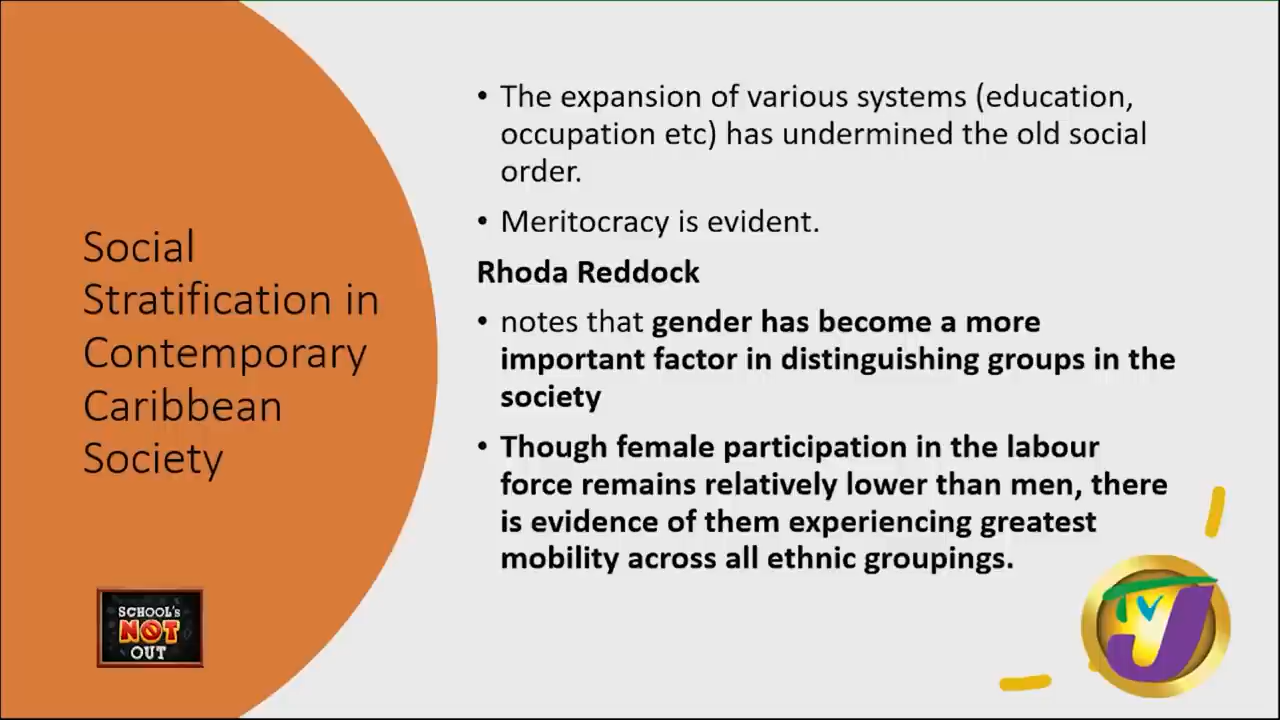 Social
Stratification in
Contemporary
Caribbean
Society
• The expansion of various systems (education,
occupation etc) has undermined the old social
order.
• Meritocracy is evident.
Rhoda Reddock
• notes that gender has become a more
important factor in distinguishing groups in the
society
• Though female participation in the labour
force remains relatively lower than men, there
is evidence of them experiencing greatest
mobility across all ethnic groupings.
SCHOOL'S
NOT
OUT
TVJ